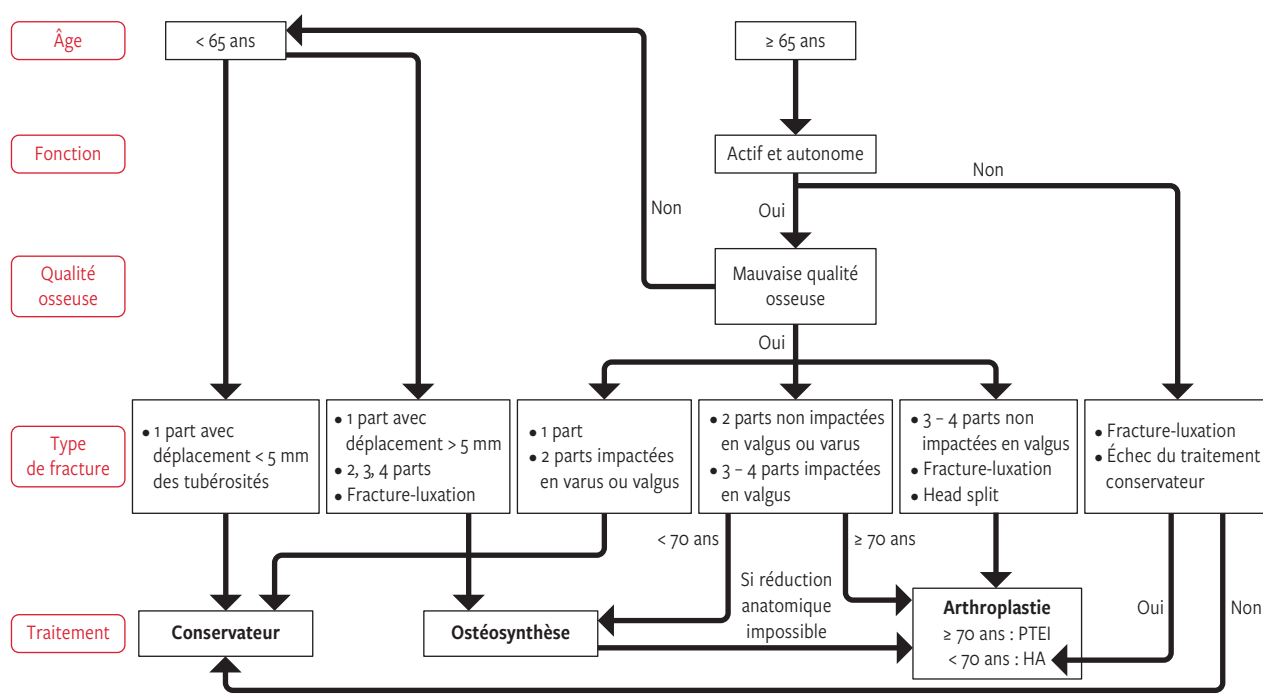 Âge
< 65 ans
≥ 65 ans
Fonction
Actif et autonome
Non
Non
Oui
Qualité
osseuse
Mauvaise qualité
osseuse
Oui
Type
de fracture
• 1 part avec
déplacement < 5 mm
des tubérosités
• 1 part avec
déplacement > 5 mm
• 2, 3, 4 parts
• Fracture-luxation
• 1 part
• 2 parts impactées
en varus ou valgus
• 2 parts non impactées
en valgus ou varus
• 3 – 4 parts impactées
en valgus
• 3 – 4 parts non
impactées en valgus
• Fracture-luxation
• Head split
• Fracture-luxation
• Échec du traitement
conservateur
< 70 ans
≥ 70 ans
Si réduction
anatomique
impossible
Oui
Non
Traitement
Conservateur
Ostéosynthèse
Arthroplastie
≥ 70 ans : PTEI
< 70 ans : HA